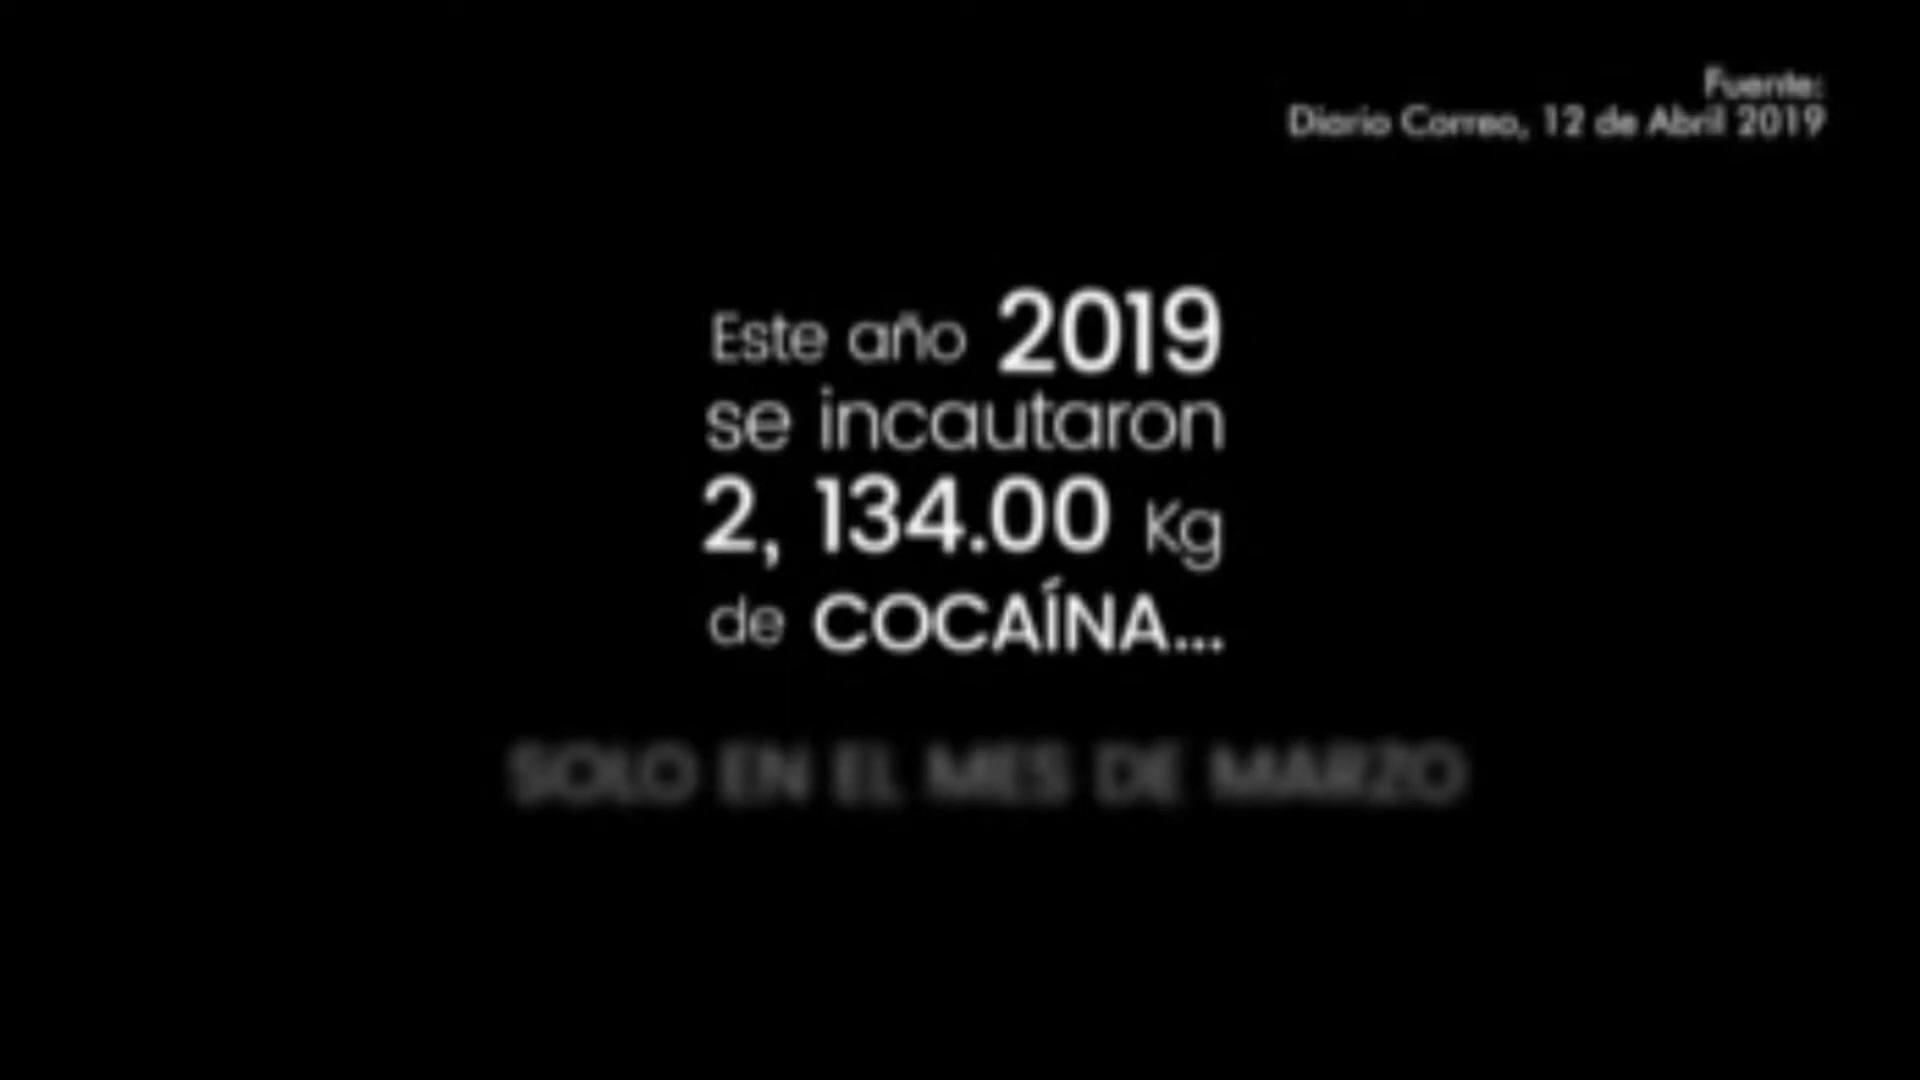 Fuente:
Diario Correo, 12 de Abril 2019
Este año 2019
se incautaron
2, 134.00 Kg
de COCAÍNA...
SOLO EN EL MES DE MARZO